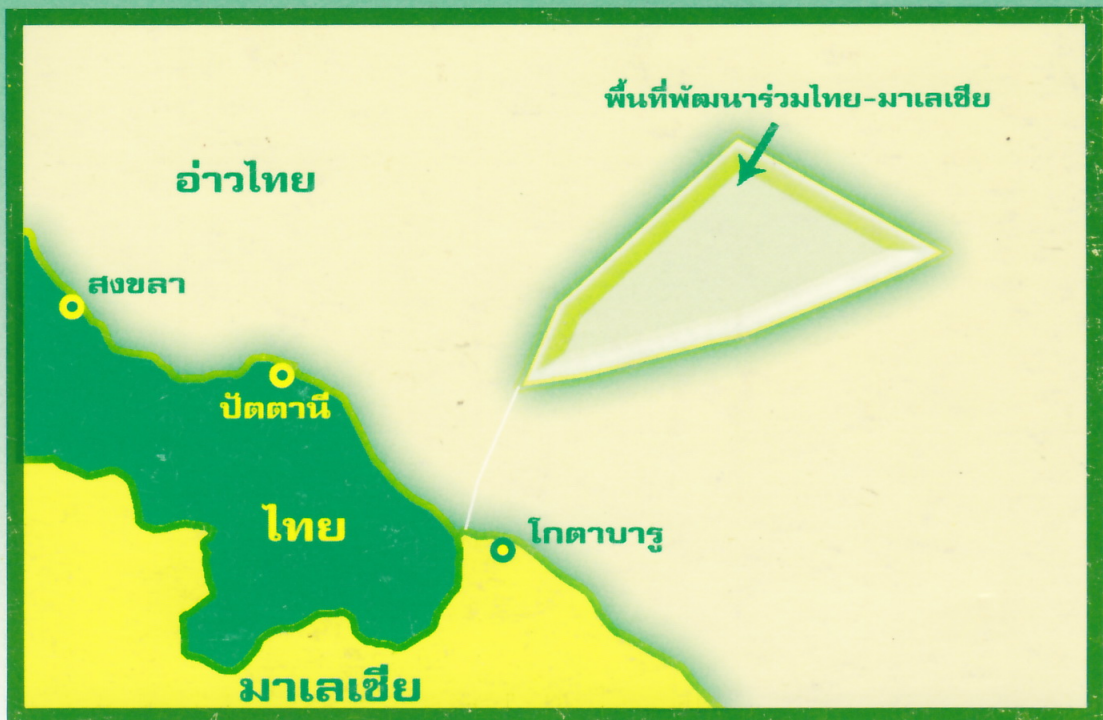 พื้นที่พัฒนาร่วมไทย-มาเลเซีย
อ่าวไทย
สงขลา
ปัตตานี
ไทย
โกตาบารู
มาเลเซีย